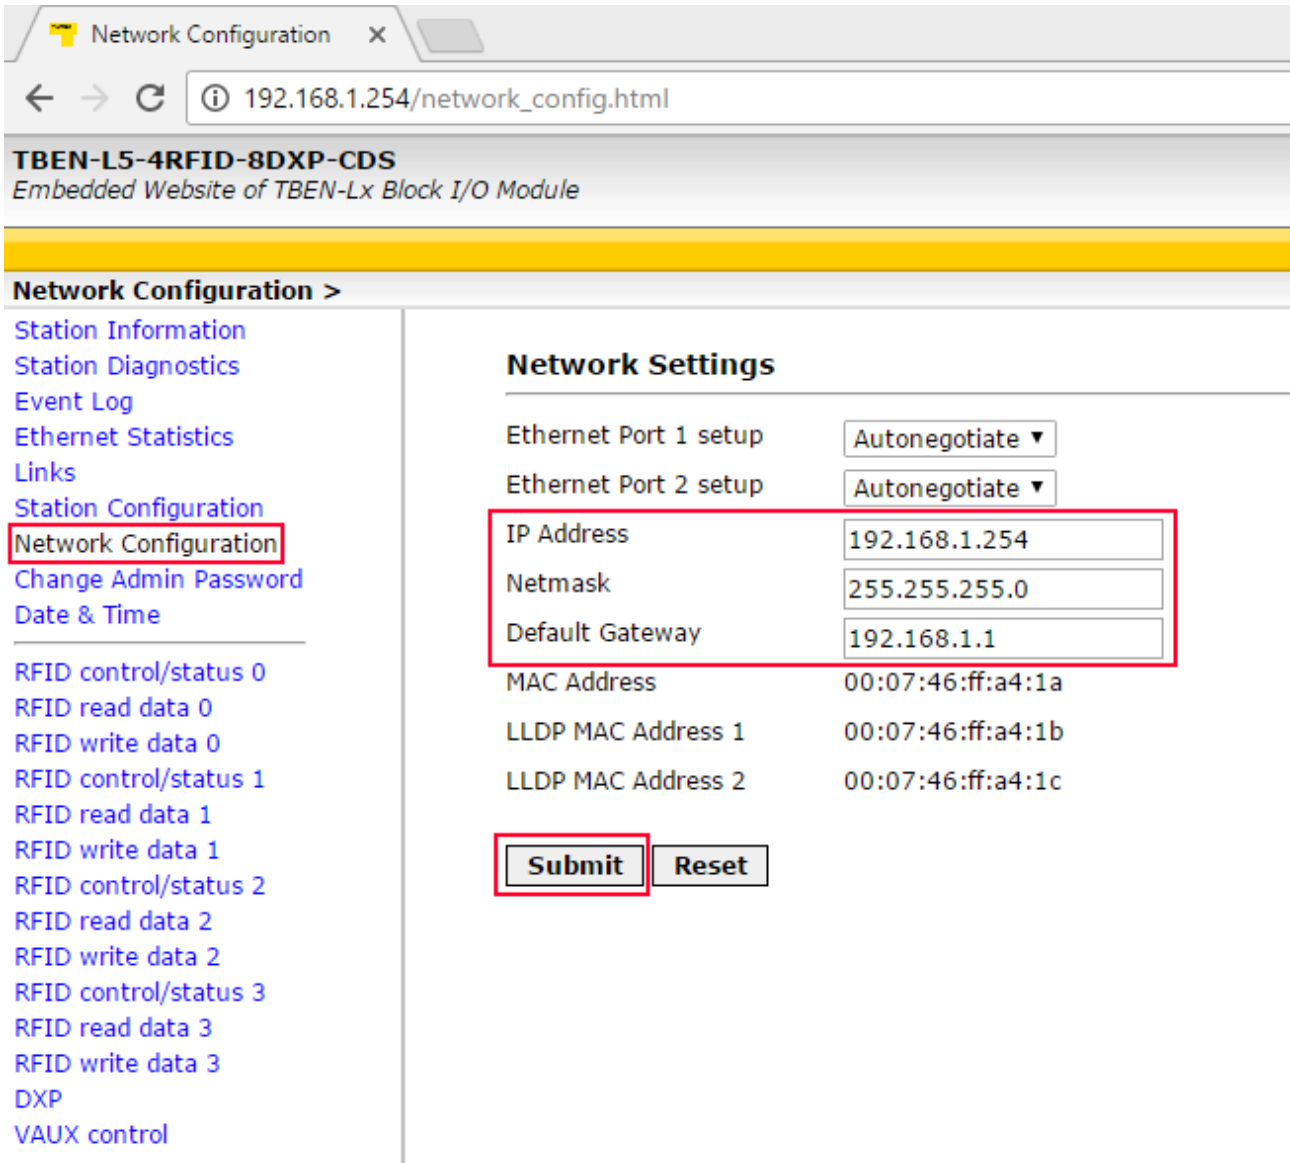 Network Configuration
192.168.1.254/network_config.html
TBEN-L5-4RFID-8DXP-CDS
Embedded Website of TBEN-Lx Block I/O Module
Network Configuration >
Station Information
Station Diagnostics
Event Log
Ethernet Statistics
Links
Station Configuration
Network Configuration
Change Admin Password
Date & Time
RFID control/status 0
RFID read data 0
RFID write data 0
RFID control/status 1
RFID read data 1
RFID write data 1
RFID control/status 2
RFID read data 2
RFID write data 2
RFID control/status 3
RFID read data 3
RFID write data 3
DXP
VAUX control
Network Settings
Ethernet Port 1 setup Autonegotiate
Ethernet Port 2 setup Autonegotiate
IP Address 192.168.1.254
Netmask 255.255.255.0
Default Gateway 192.168.1.1
MAC Address 00:07:46:ff:a4:1a
LLDP MAC Address 1 00:07:46:ff:a4:1b
LLDP MAC Address 2 00:07:46:ff:a4:1c
Submit Reset